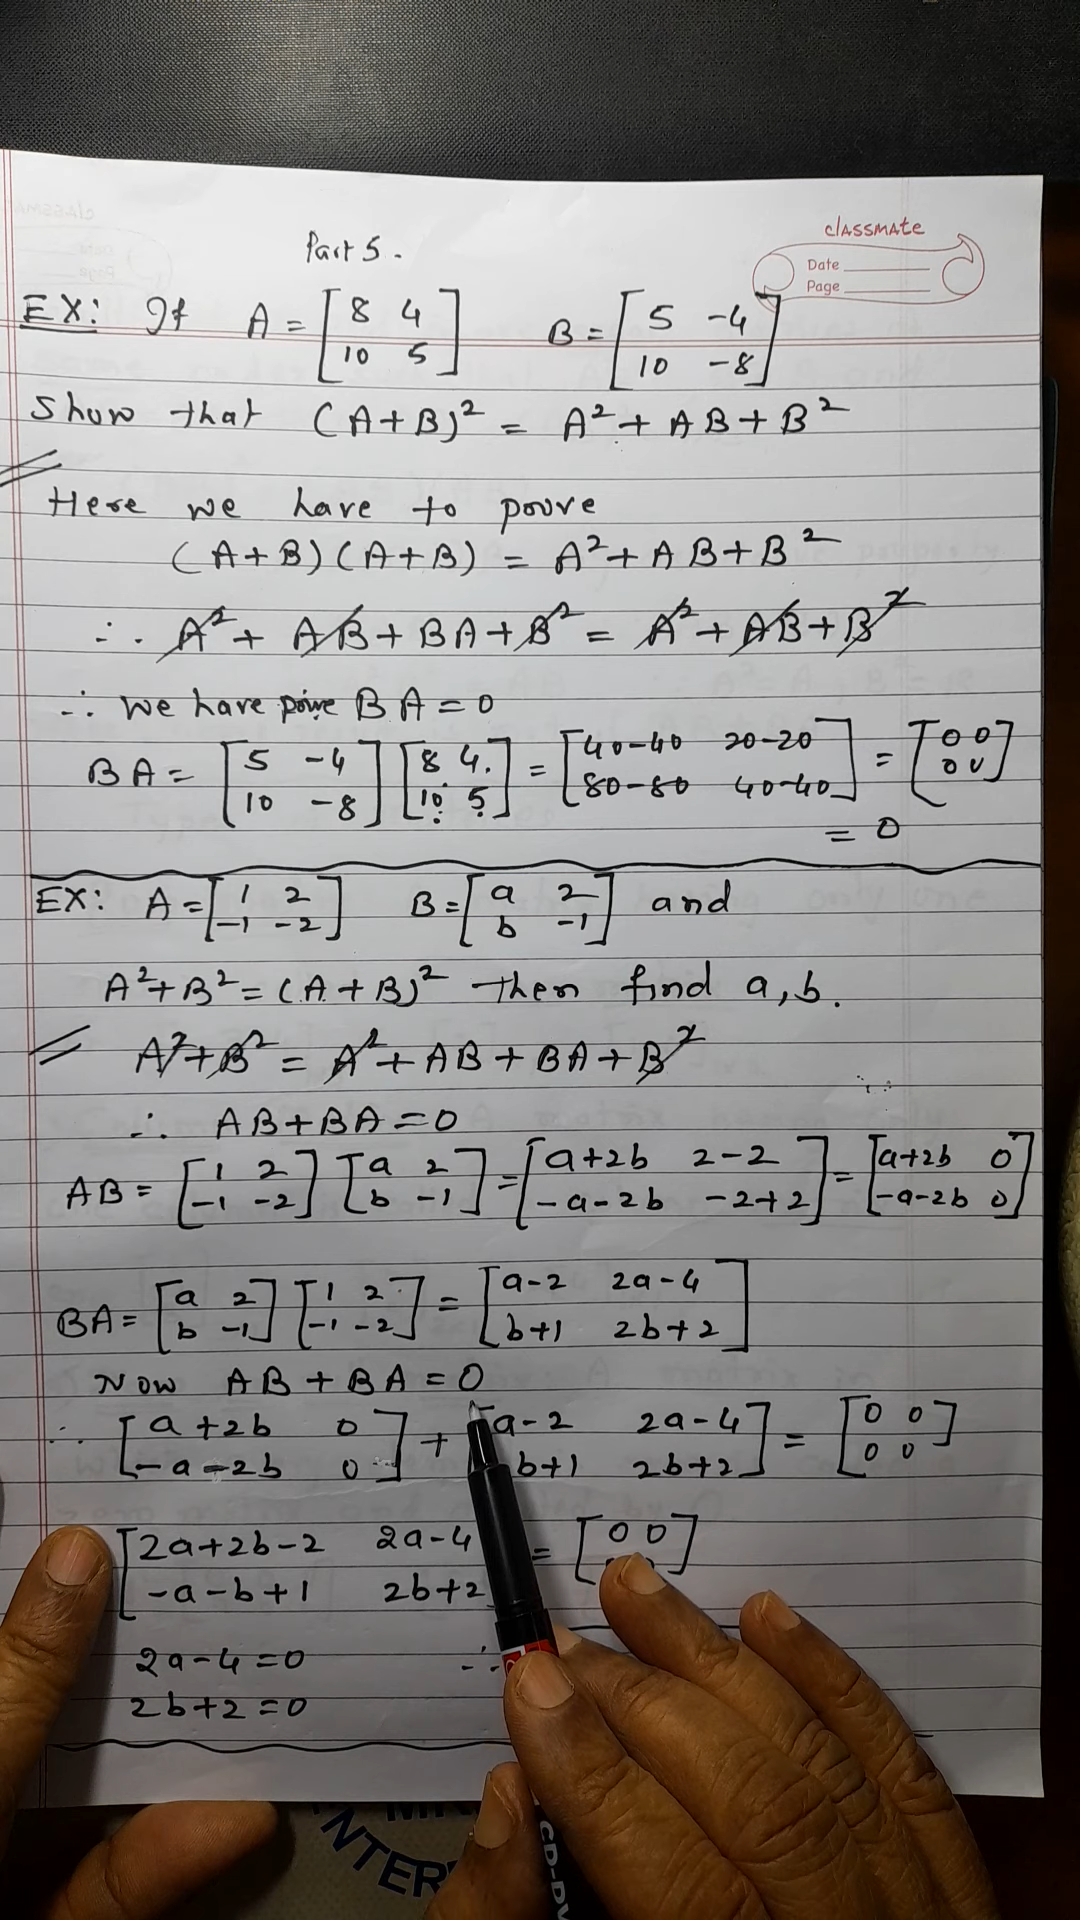 classmate
Date
Page
Part 5.
EX: If A = [8 4; 10 5] B = [5 -4; 10 -8]
Show that (A+B)² = A² + AB + B²
Here we have to poove
(A+B)(A+B) = A² + AB + B²
∴ A² + AB + BA + B² = A² + AB + B²
∴ We have prove BA = 0
BA = [5 -4; 10 -8] [8 4; 10 5] = [40-40 20-20; 80-80 40-40] = [0 0; 0 0]
= 0
EX: A = [1 2; -1 -2] B = [a 2; b -1] and
A² + B² = (A+B)² then find a, b.
A² + B² = A² + AB + BA + B²
∴ AB + BA = 0
AB = [1 2; -1 -2] [a 2; b -1] = [a+2b 2-2; -a-2b -2+2] = [a+2b 0; -a-2b 0]
BA = [a 2; b -1] [1 2; -1 -2] = [a-2 2a-4; b+1 2b+2]
Now AB + BA = 0
∴ [a+2b 0; -a-2b 0] + [a-2 2a-4; b+1 2b+2] = [0 0; 0 0]
[2a+2b-2 2a-4; -a-b+1 2b+2] = [0 0
2a-4=0 ∴
2b+2=0
NTER
CD-DV